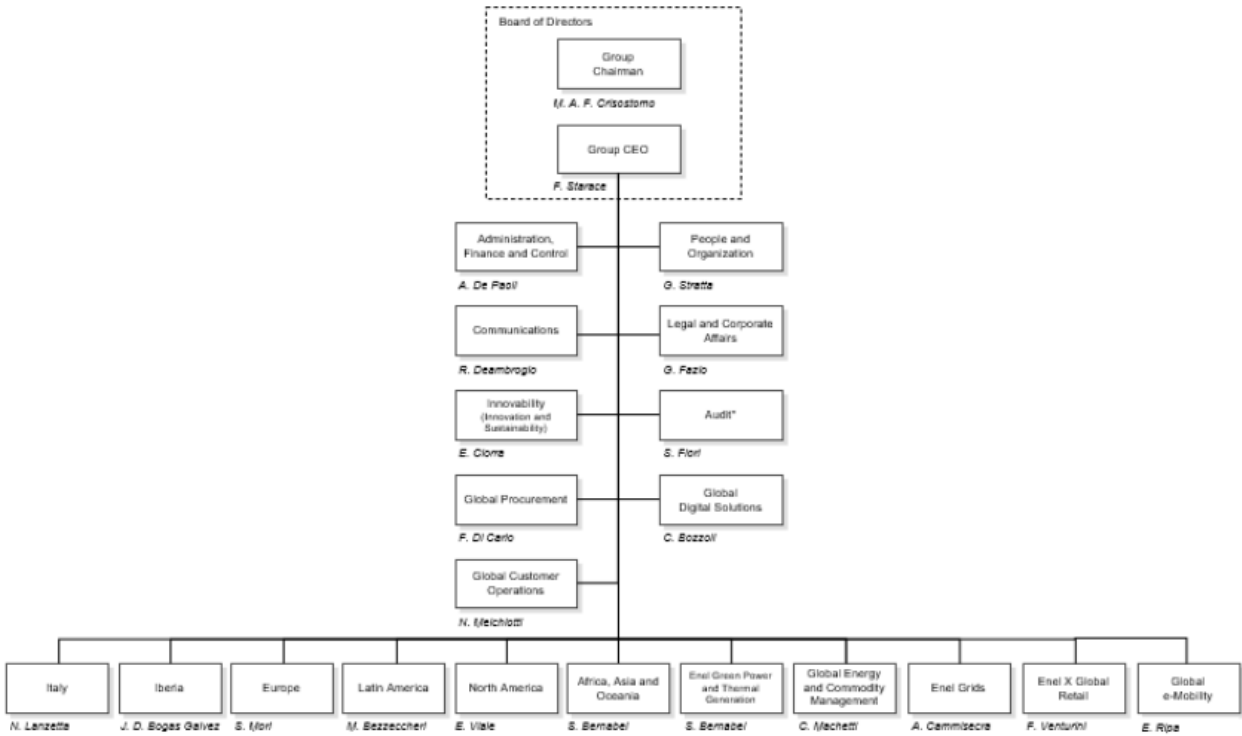 Board of Directors
Group
Chairman
M. A. F. Crisostomo
Group CEO
F. Starace
Administration,
Finance and Control
A. De Paoli
People and
Organization
G. Stratta
Communications
R. Deambrogio
Legal and Corporate
Affairs
G. Fazio
Innovability
(Innovation and
Sustainability)
E. Ciorra
Audit*
S. Fiori
Global Procurement
F. Di Carlo
Global
Digital Solutions
C. Bozzoli
Global Customer
Operations
N. Melchiotti
Italy
N. Lanzetta
Iberia
J. D. Bogas Galvez
Europe
S. Mori
Latin America
M. Bezzeccheri
North America
E. Viale
Africa, Asia and
Oceania
S. Bernabei
Enel Green Power
and Thermal
Generation
S. Bernabei
Global Energy
and Commodity
Management
C. Machetti
Enel Grids
A. Cammisecra
Enel X Global
Retail
F. Venturini
Global
e-Mobility
E. Ripa